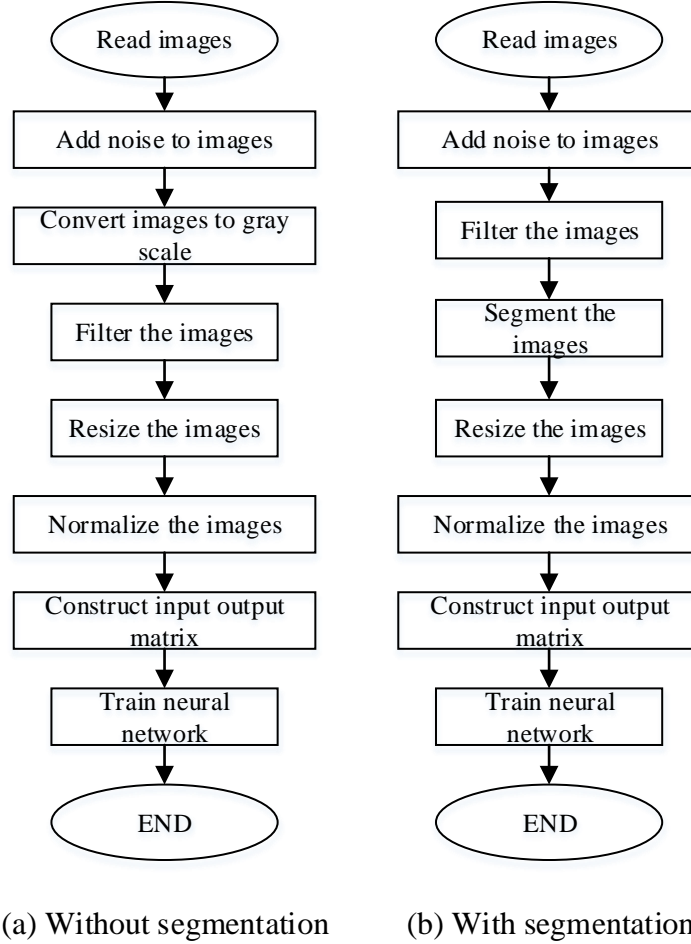 Read images
Add noise to images
Convert images to gray
scale
Filter the images
Resize the images
Normalize the images
Construct input output
matrix
Train neural
network
END
(a) Without segmentation
Read images
Add noise to images
Filter the images
Segment the
images
Resize the images
Normalize the images
Construct input output
matrix
Train neural
network
END
(b) With segmentation